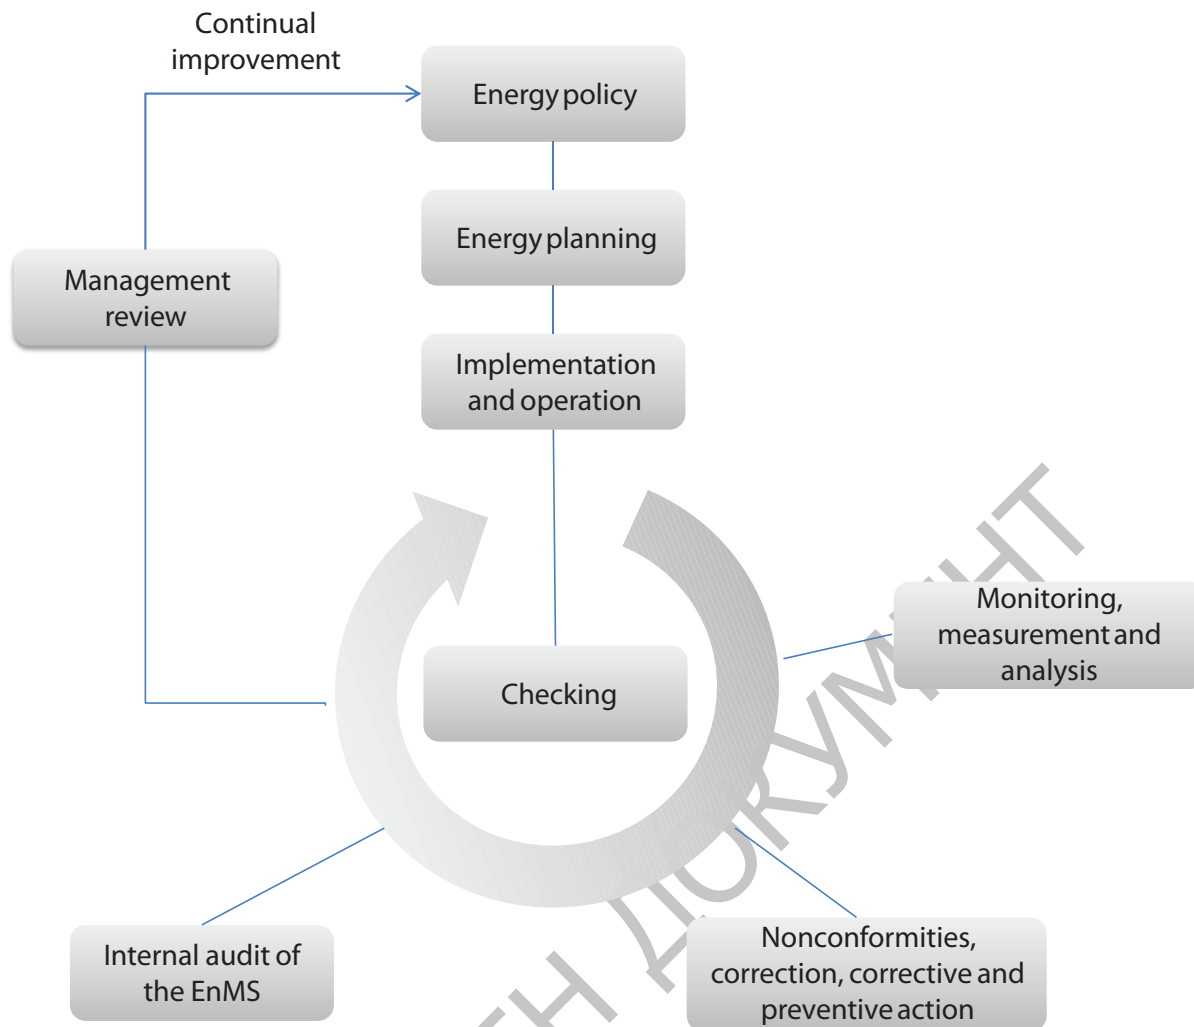 Continual
improvement
Energy policy
Energy planning
Management
review
Implementation
and operation
Monitoring,
measurement and
analysis
Checking
Internal audit of
the EnMS
Nonconformities,
correction, corrective and
preventive action